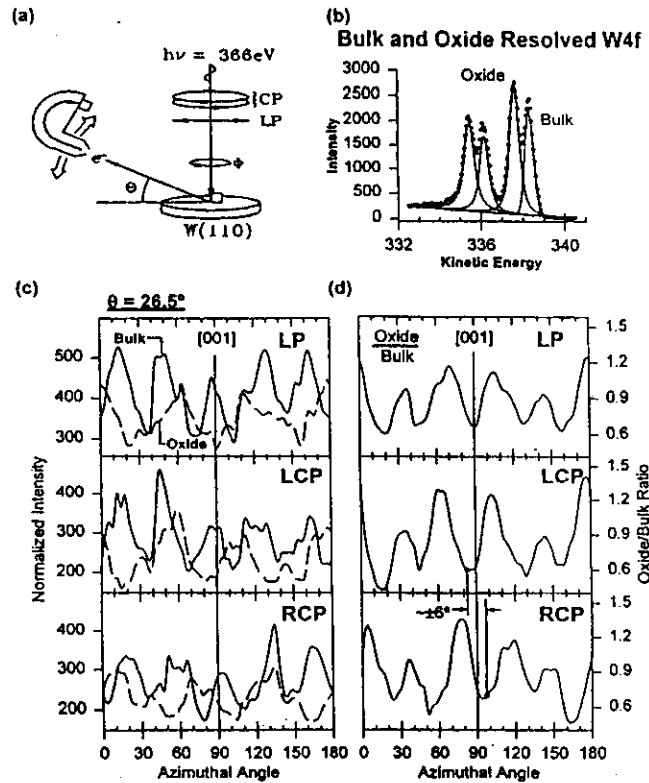 (a)
hν = 366eV
CP
LP
Φ
e⁻
Θ
W(110)
(b)
Bulk and Oxide Resolved W4f
Oxide
Bulk
Intensity
3000
2500
2000
1500
1000
500
0
332
336
340
Kinetic Energy
(c)
θ = 26.5°
Bulk
[001]
LP
Oxide
500
400
300
LCP
400
300
200
RCP
400
300
200
Normalized Intensity
0
30
60
90
120
150
180
Azimuthal Angle
(d)
Oxide
Bulk
[001]
LP
1.5
1.2
0.9
0.6
LCP
1.5
1.2
0.9
0.6
~±6°
RCP
1.5
1.2
0.9
0.6
Oxide/Bulk Ratio
0
30
60
90
120
150
180
Azimuthal Angle